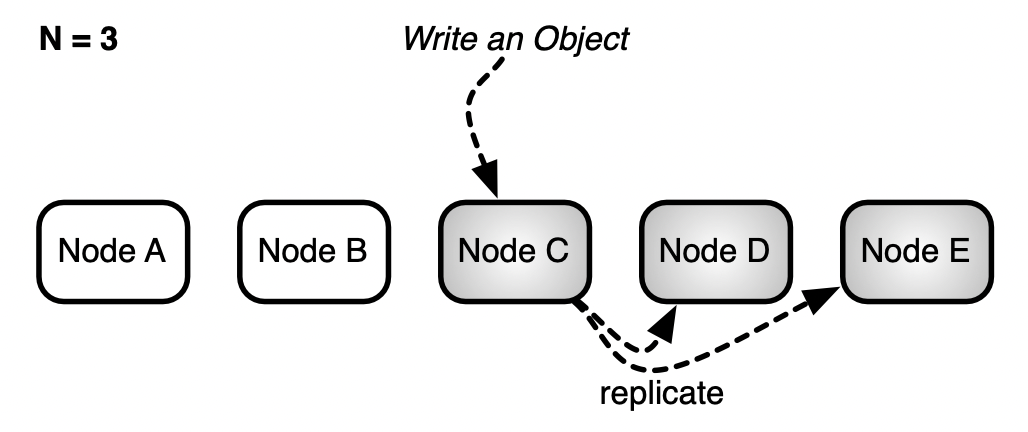 N = 3
Write an Object
Node A
Node B
Node C
Node D
Node E
replicate